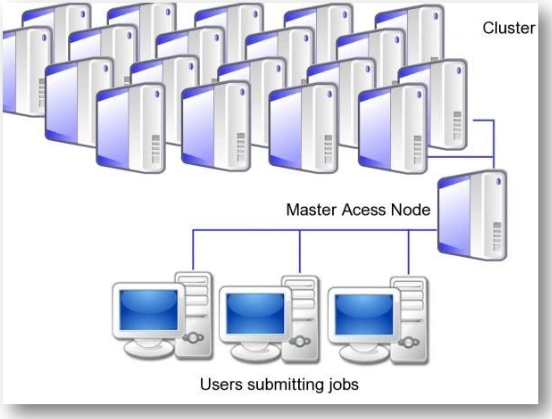 Cluster
Master Acess Node
Users submitting jobs